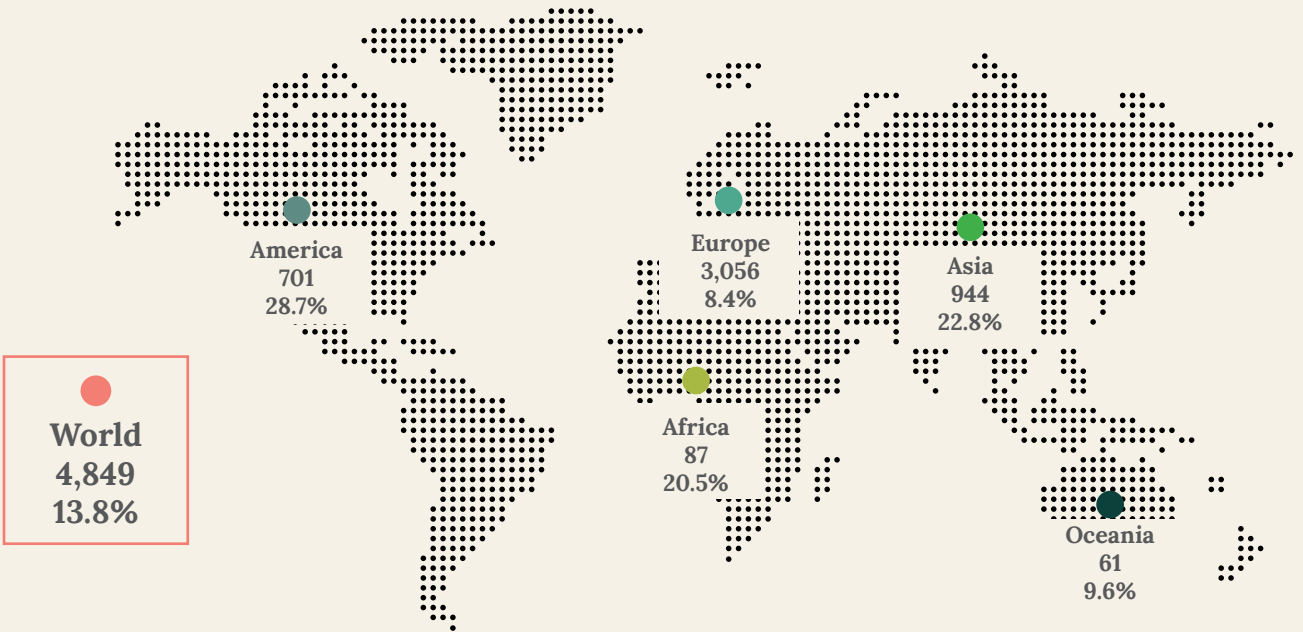 America
701
28.7%
Europe
3,056
8.4%
Asia
944
22.8%
World
4,849
13.8%
Africa
87
20.5%
Oceania
61
9.6%